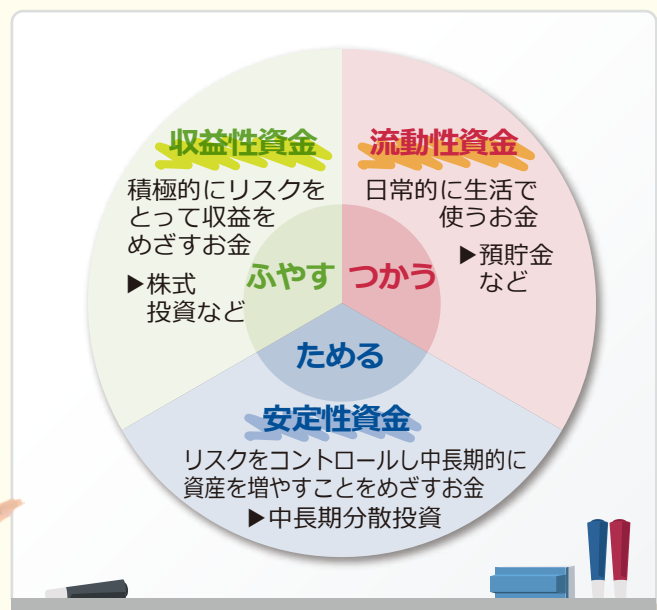 収益性資金
積極的にリスクを
とって収益を
めざすお金
▶株式
投資など
ふやす
流動性資金
日常的に生活で
使うお金
▶預貯金
など
つかう
ためる
安定性資金
リスクをコントロールし中長期的に
資産を増やすことをめざすお金
▶中長期分散投資